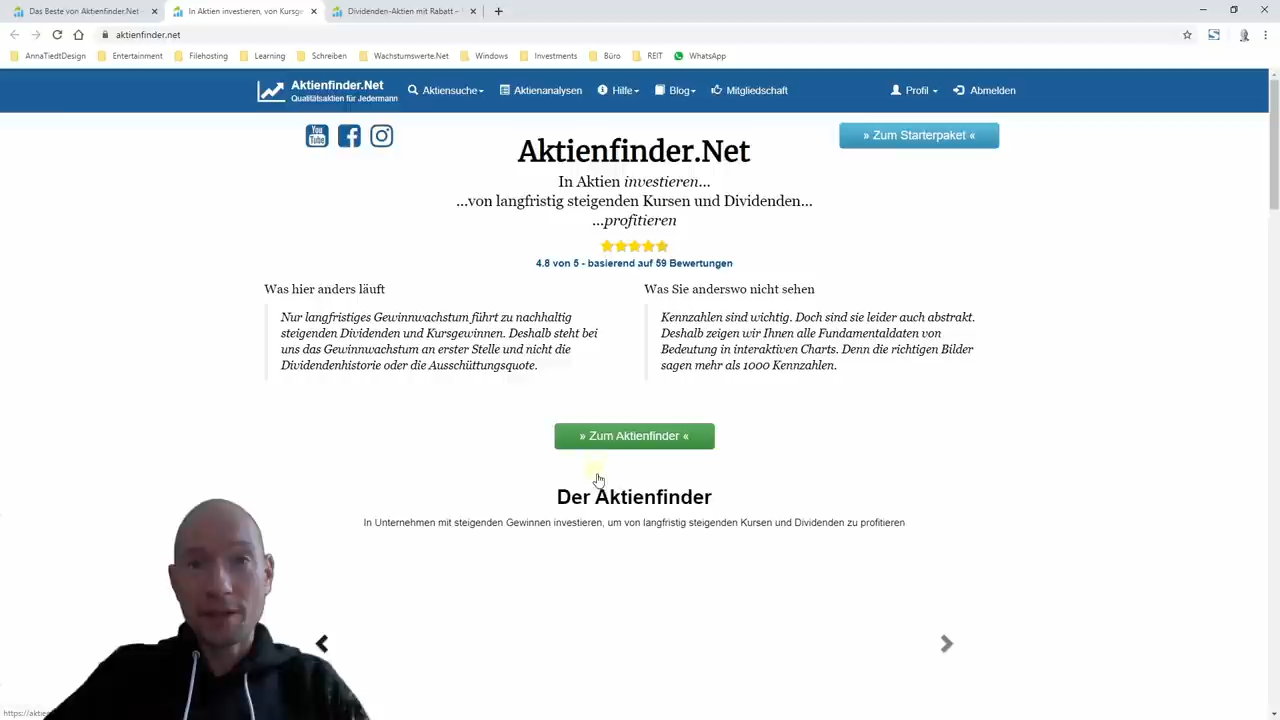 Das Beste von Aktienfinder.Net
In Aktien investieren, von Kursge
Dividenden-Aktien mit Rabatt –
aktienfinder.net
AnnaTiedtDesign
Entertainment
Filehosting
Learning
Schreiben
Wachstumswerte.Net
Windows
Investments
Büro
REIT
WhatsApp
Aktienfinder.Net
Qualitätsaktien für Jedermann
Aktiensuche
Aktienanalysen
Hilfe
Blog
Mitgliedschaft
Profil
Abmelden
You
Tube
» Zum Starterpaket «
Aktienfinder.Net
In Aktien investieren...
...von langfristig steigenden Kursen und Dividenden...
...profitieren
4.8 von 5 - basierend auf 59 Bewertungen
Was hier anders läuft
Nur langfristiges Gewinnwachstum führt zu nachhaltig
steigenden Dividenden und Kursgewinnen. Deshalb steht bei
uns das Gewinnwachstum an erster Stelle und nicht die
Dividendenhistorie oder die Ausschüttungsquote.
Was Sie anderswo nicht sehen
Kennzahlen sind wichtig. Doch sind sie leider auch abstrakt.
Deshalb zeigen wir Ihnen alle Fundamentaldaten von
Bedeutung in interaktiven Charts. Denn die richtigen Bilder
sagen mehr als 1000 Kennzahlen.
» Zum Aktienfinder «
Der Aktienfinder
In Unternehmen mit steigenden Gewinnen investieren, um von langfristig steigenden Kursen und Dividenden zu profitieren
https://aktie